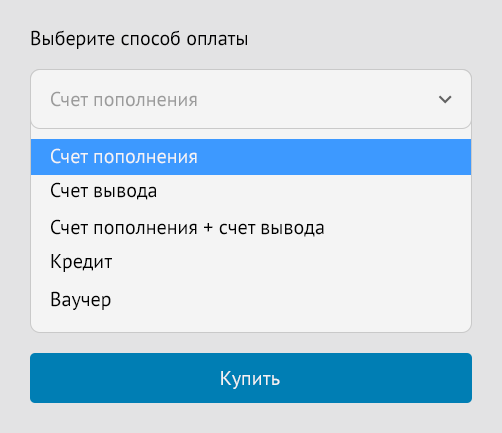 Выберите способ оплаты
Счет пополнения
Счет пополнения
Счет вывода
Счет пополнения + счет вывода
Кредит
Ваучер
Купить